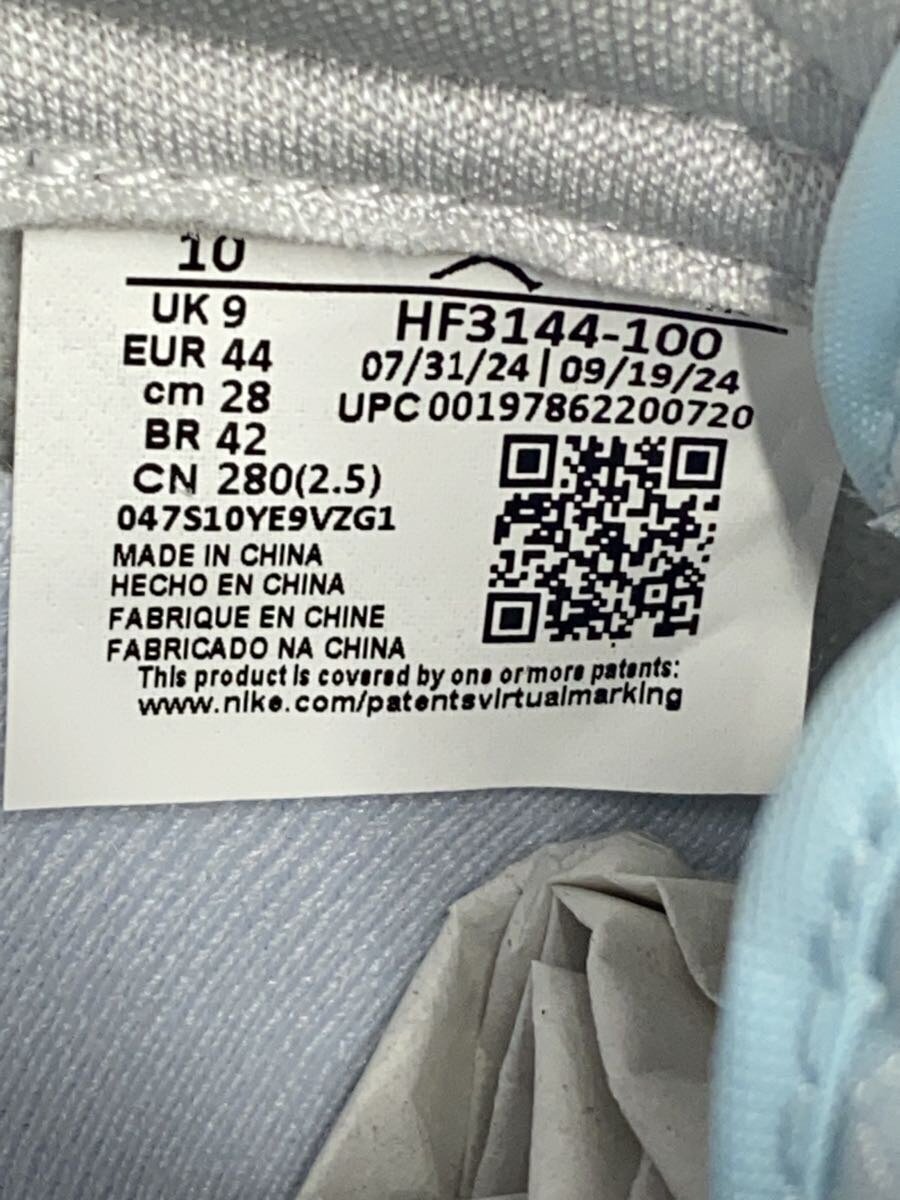 10
UK 9
EUR 44
cm 28
BR 42
CN 280(2.5)
HF3144-100
07/31/24 | 09/19/24
UPC 00197862200720
047S10YE9VZG1
MADE IN CHINA
HECHO EN CHINA
FABRIQUE EN CHINE
FABRICADO NA CHINA
This product is covered by one or more patents:
www.nike.com/patentsvirtualmarking